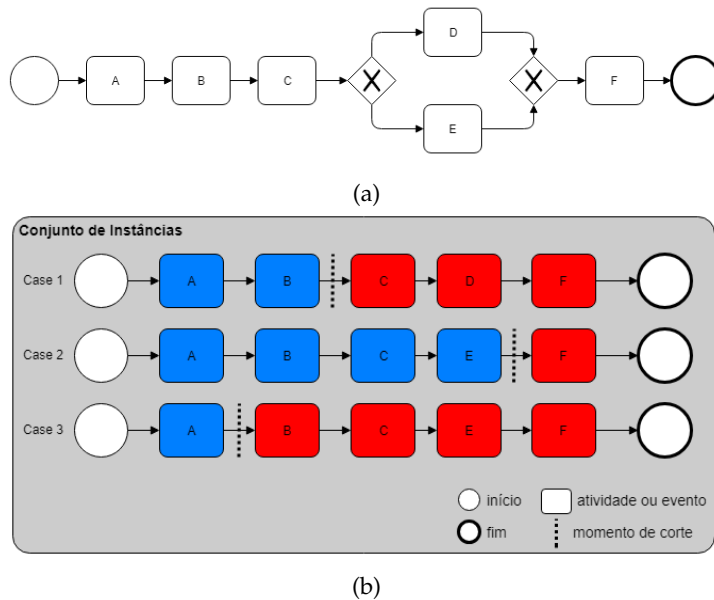 D
A B C F
E
(a)
Conjunto de Instâncias
Case 1 A B C D F
Case 2 A B C E F
Case 3 A B C E F
início atividade ou evento
fim momento de corte
(b)